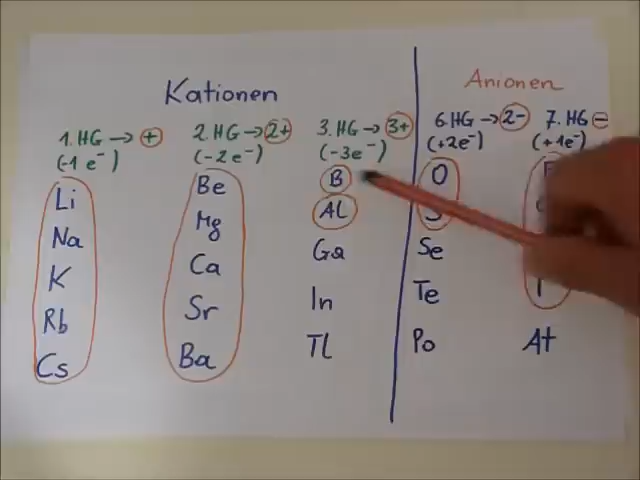 Kationen
Anionen
1. HG → +
(-1 e⁻)
2. HG → 2+
(-2 e⁻)
3. HG → 3+
(-3e⁻)
6. HG → 2-
(+2e⁻)
7. HG -
(+1e⁻)
Li
Na
K
Rb
Cs
Be
Mg
Ca
Sr
Ba
B
Al
Ga
In
Tl
O
S
Se
Te
Po
At